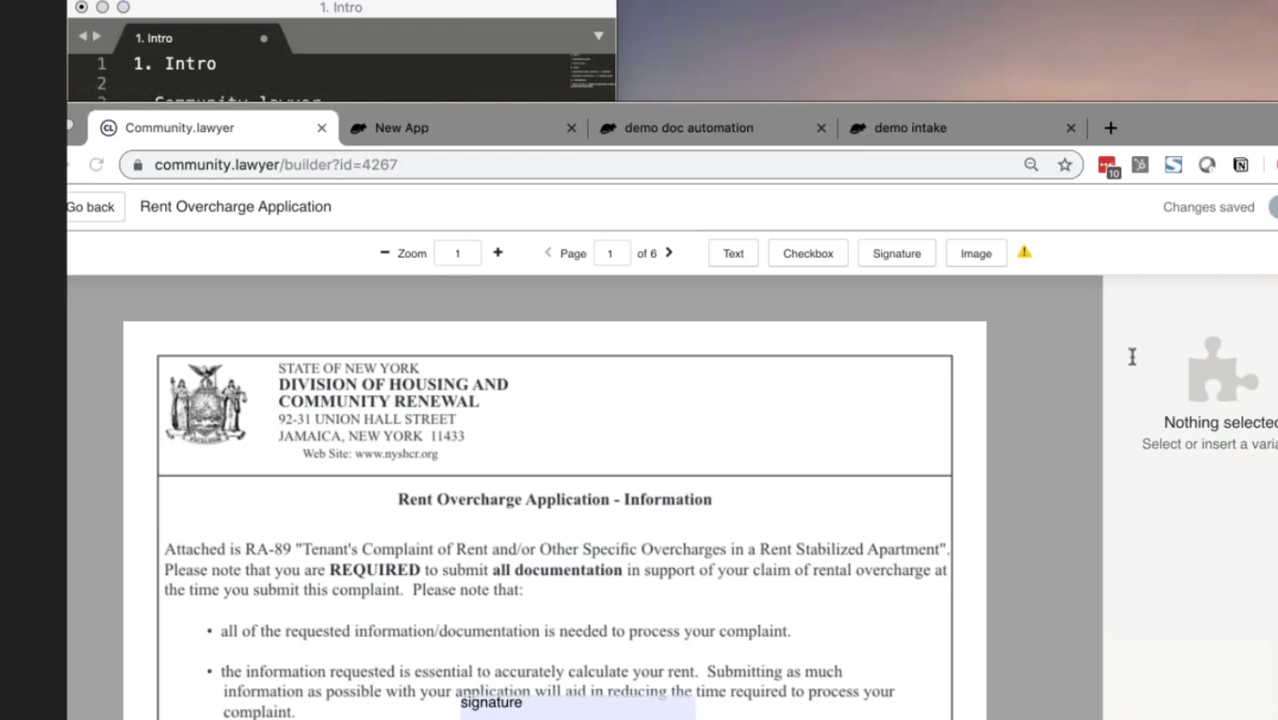 1. Intro
1. Intro
1 1. Intro
2
Community.lawyer New App demo doc automation demo intake
community.lawyer/builder?id=4267
10
Go back Rent Overcharge Application Changes saved
Zoom 1 Page 1 of 6 Text Checkbox Signature Image
STATE OF NEW YORK
DIVISION OF HOUSING AND
COMMUNITY RENEWAL
92-31 UNION HALL STREET
JAMAICA, NEW YORK 11433
Web Site: www.nyshcr.org
Nothing selected
Select or insert a varia
Rent Overcharge Application - Information
Attached is RA-89 "Tenant's Complaint of Rent and/or Other Specific Overcharges in a Rent Stabilized Apartment".
Please note that you are REQUIRED to submit all documentation in support of your claim of rental overcharge at
the time you submit this complaint. Please note that:
• all of the requested information/documentation is needed to process your complaint.
• the information requested is essential to accurately calculate your rent. Submitting as much
information as possible with your application will aid in reducing the time required to process your
signature
complaint.